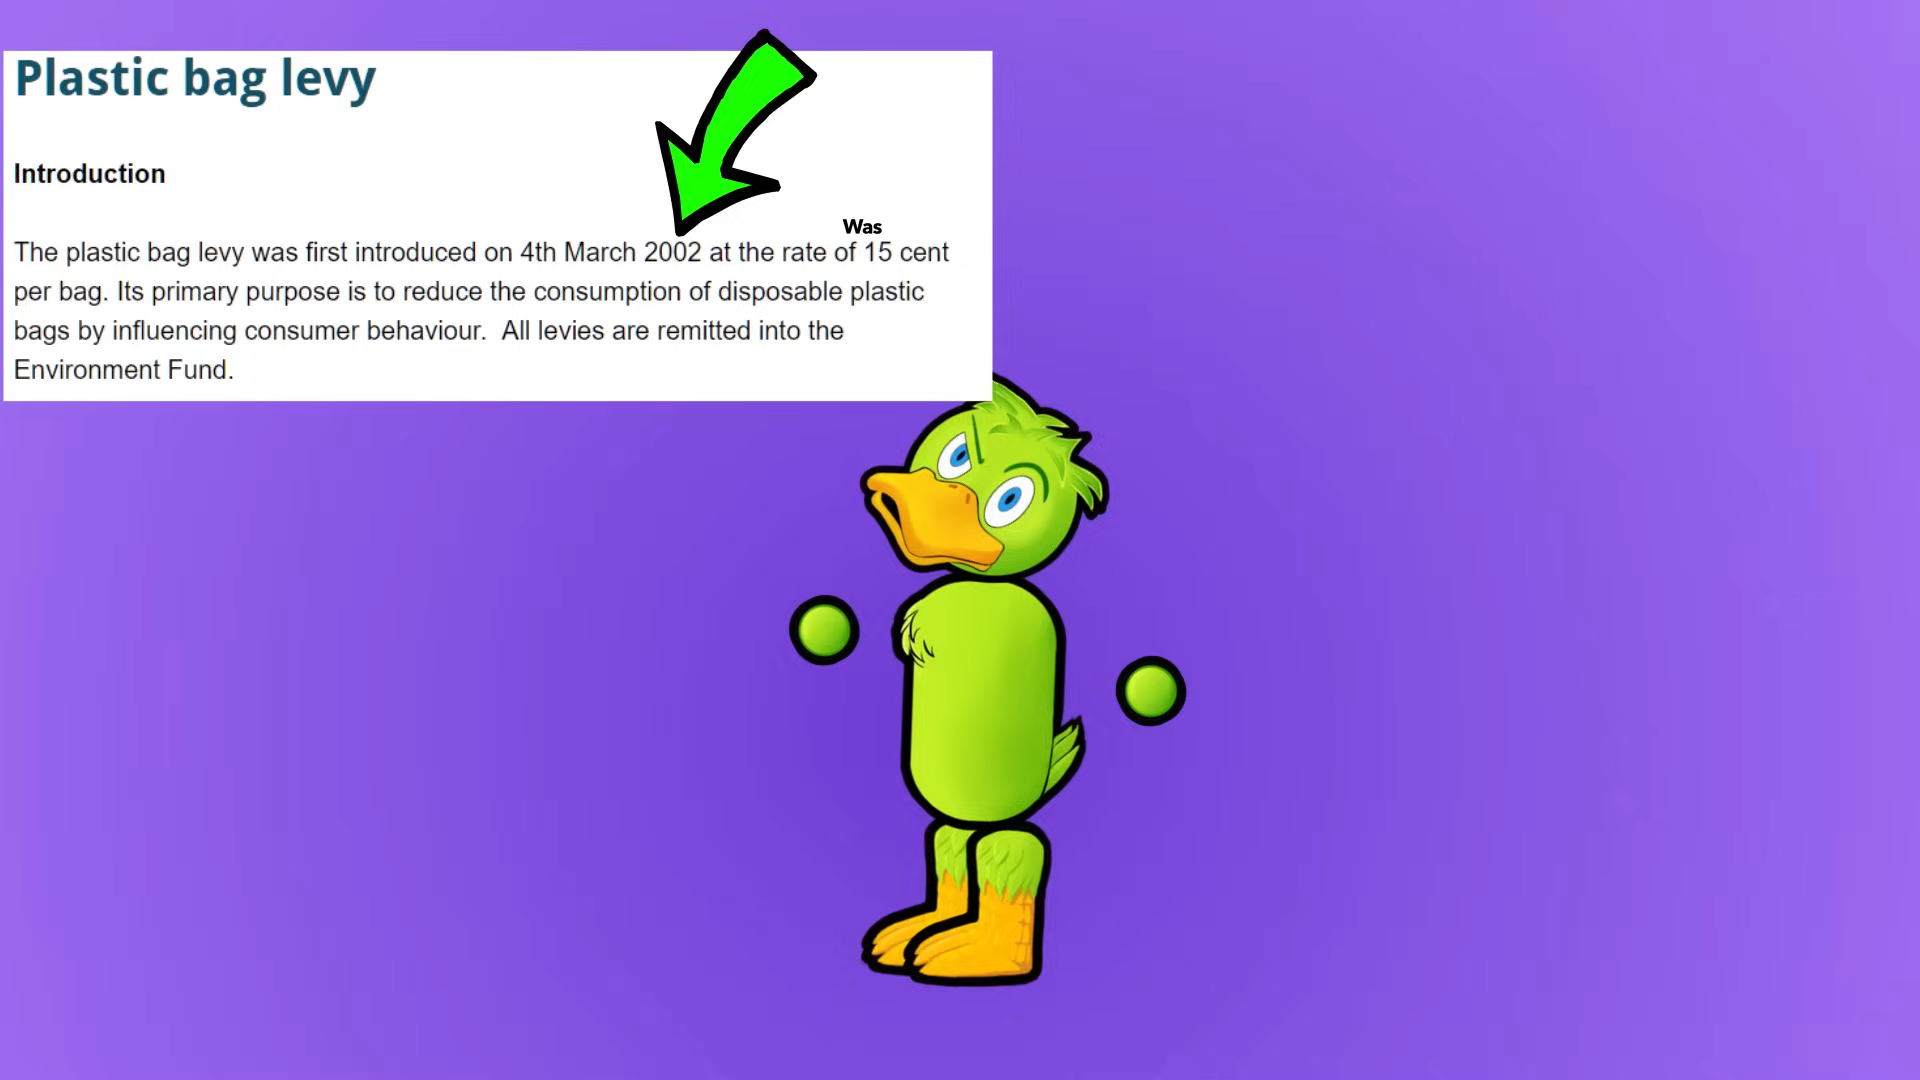 Plastic bag levy
Introduction
Was
The plastic bag levy was first introduced on 4th March 2002 at the rate of 15 cent
per bag. Its primary purpose is to reduce the consumption of disposable plastic
bags by influencing consumer behaviour.  All levies are remitted into the
Environment Fund.